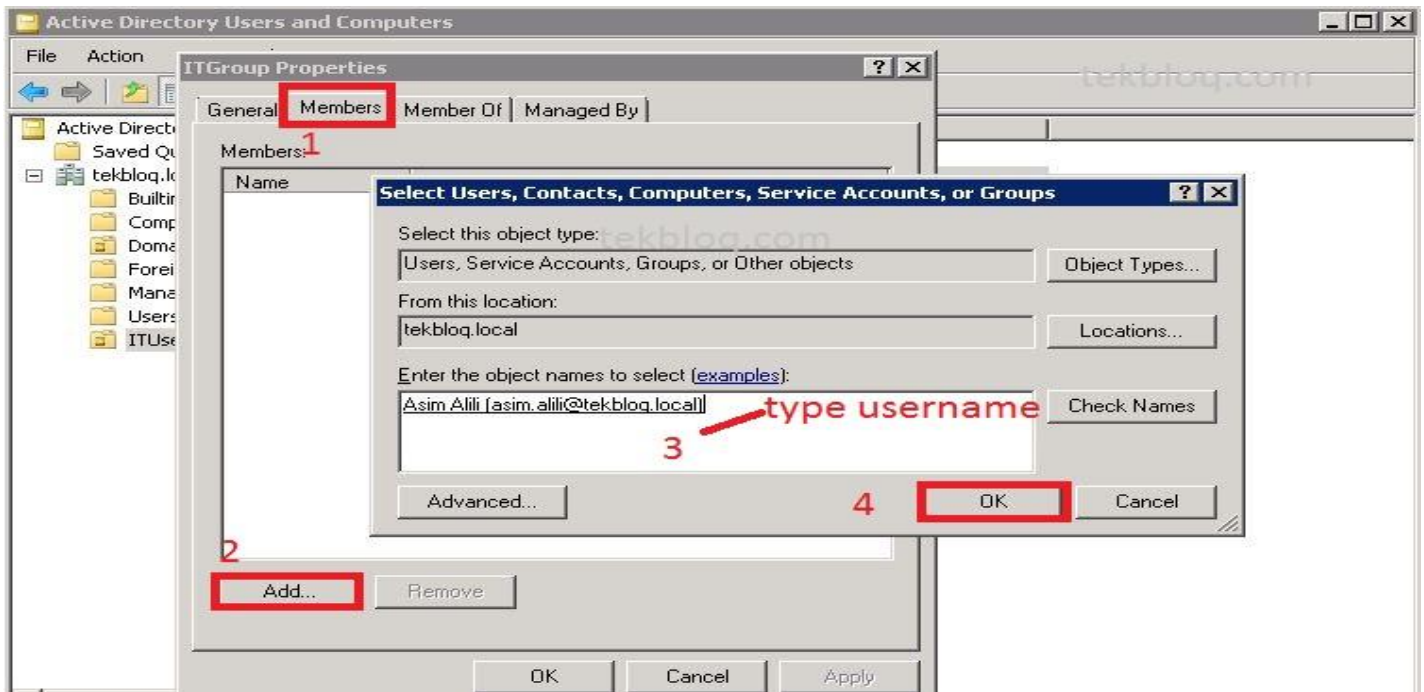 Active Directory Users and Computers
File Action
ITGroup Properties
tekbloq.com
General Members Member Of Managed By
1
Active Direct
Saved Qu
Members:
tekbloq.lo
Name
Builtin
Comp
Doma
Forei
Mana
Users
ITUse
Select Users, Contacts, Computers, Service Accounts, or Groups
Select this object type:
tekbloq.com
Users, Service Accounts, Groups, or Other objects
Object Types...
From this location:
tekbloq.local
Locations...
Enter the object names to select (examples):
Asim Alili (asim.alili@tekbloq.local)
type username
Check Names
3
Advanced...
4
OK
Cancel
2
Add...
Remove
OK
Cancel
Apply